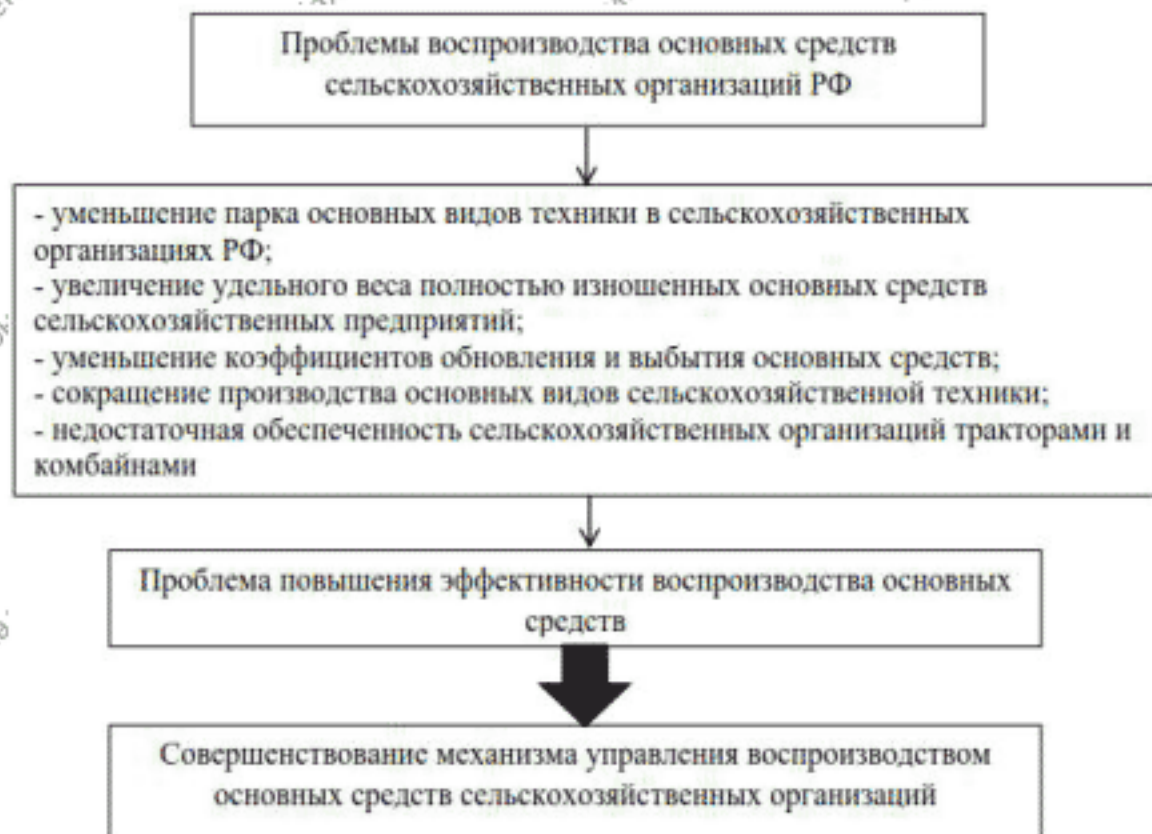 Проблемы воспроизводства основных средств
сельскохозяйственных организаций РФ
- уменьшение парка основных видов техники в сельскохозяйственных
организациях РФ;
- увеличение удельного веса полностью изношенных основных средств
сельскохозяйственных предприятий;
- уменьшение коэффициентов обновления и выбытия основных средств;
- сокращение производства основных видов сельскохозяйственной техники;
- недостаточная обеспеченность сельскохозяйственных организаций тракторами и
комбайнами
Проблема повышения эффективности воспроизводства основных
средств
Совершенствование механизма управления воспроизводством
основных средств сельскохозяйственных организаций